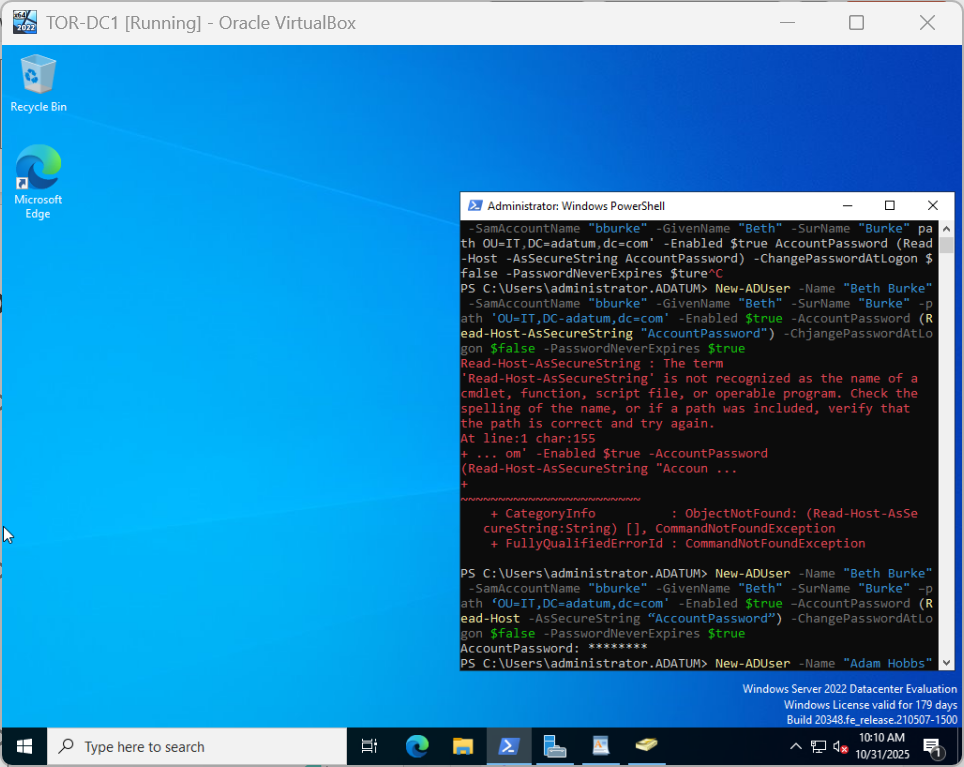 TOR-DC1 [Running] - Oracle VirtualBox
Recycle Bin
Microsoft
Edge
Administrator: Windows PowerShell
-SamAccountName "bburke" -GivenName "Beth" -SurName "Burke" pa
th OU=IT,DC=adatum,dc=com' -Enabled $true AccountPassword (Read
-Host -AsSecureString AccountPassword) -ChangePasswordAtLogon $
false -PasswordNeverExpires $ture^C
PS C:\Users\administrator.ADATUM> New-ADUser -Name "Beth Burke"
-SamAccountName "bburke" -GivenName "Beth" -SurName "Burke" -p
ath 'OU=IT,DC-adatum,dc=com' -Enabled $true -AccountPassword (R
ead-Host-AsSecureString "AccountPassword") -ChjangePasswordAtLo
gon $false -PasswordNeverExpires $true
Read-Host-AsSecureString : The term
'Read-Host-AsSecureString' is not recognized as the name of a
cmdlet, function, script file, or operable program. Check the
spelling of the name, or if a path was included, verify that
the path is correct and try again.
At line:1 char:155
+ ... om' -Enabled $true -AccountPassword
(Read-Host-AsSecureString "Accoun ...
+
~~~~~~~~~~~~~~~~~~~~~~~~
+ CategoryInfo : ObjectNotFound: (Read-Host-AsSe
cureString:String) [], CommandNotFoundException
+ FullyQualifiedErrorId : CommandNotFoundException
PS C:\Users\administrator.ADATUM> New-ADUser -Name "Beth Burke"
-SamAccountName "bburke" -GivenName "Beth" -SurName "Burke" -p
ath ‘OU=IT,DC=adatum,dc=com' -Enabled $true –AccountPassword (R
ead-Host -AsSecureString “AccountPassword”) -ChangePasswordAtLo
gon $false -PasswordNeverExpires $true
AccountPassword: ********
PS C:\Users\administrator.ADATUM> New-ADUser -Name "Adam Hobbs"
Windows Server 2022 Datacenter Evaluation
Windows License valid for 179 days
Build 20348.fe_release.210507-1500
Type here to search
10:10 AM
10/31/2025
1